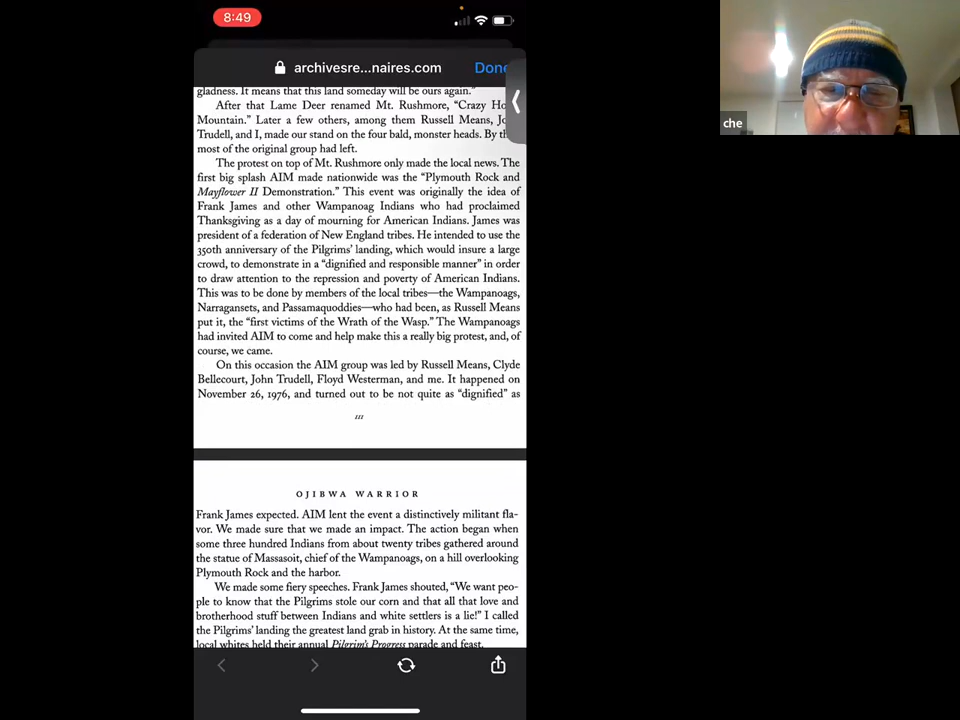 8:49
archivesre...naires.com
Done
gladness. It means that this land someday will be ours again."
After that Lame Deer renamed Mt. Rushmore, "Crazy Ho
Mountain." Later a few others, among them Russell Means, Jo
Trudell, and I, made our stand on the four bald, monster heads. By th
most of the original group had left.
The protest on top of Mt. Rushmore only made the local news. The
first big splash AIM made nationwide was the "Plymouth Rock and
Mayflower II Demonstration." This event was originally the idea of
Frank James and other Wampanoag Indians who had proclaimed
Thanksgiving as a day of mourning for American Indians. James was
president of a federation of New England tribes. He intended to use the
350th anniversary of the Pilgrims' landing, which would insure a large
crowd, to demonstrate in a "dignified and responsible manner" in order
to draw attention to the repression and poverty of American Indians.
This was to be done by members of the local tribes—the Wampanoags,
Narragansets, and Passamaquoddies—who had been, as Russell Means
put it, the "first victims of the Wrath of the Wasp." The Wampanoags
had invited AIM to come and help make this a really big protest, and, of
course, we came.
On this occasion the AIM group was led by Russell Means, Clyde
Bellecourt, John Trudell, Floyd Westerman, and me. It happened on
November 26, 1976, and turned out to be not quite as "dignified" as
111
OJIBWA WARRIOR
Frank James expected. AIM lent the event a distinctively militant fla-
vor. We made sure that we made an impact. The action began when
some three hundred Indians from about twenty tribes gathered around
the statue of Massasoit, chief of the Wampanoags, on a hill overlooking
Plymouth Rock and the harbor.
We made some fiery speeches. Frank James shouted, "We want peo-
ple to know that the Pilgrims stole our corn and that all that love and
brotherhood stuff between Indians and white settlers is a lie!" I called
the Pilgrims' landing the greatest land grab in history. At the same time,
local whites held their annual Pilgrim's Progress parade and feast.
che